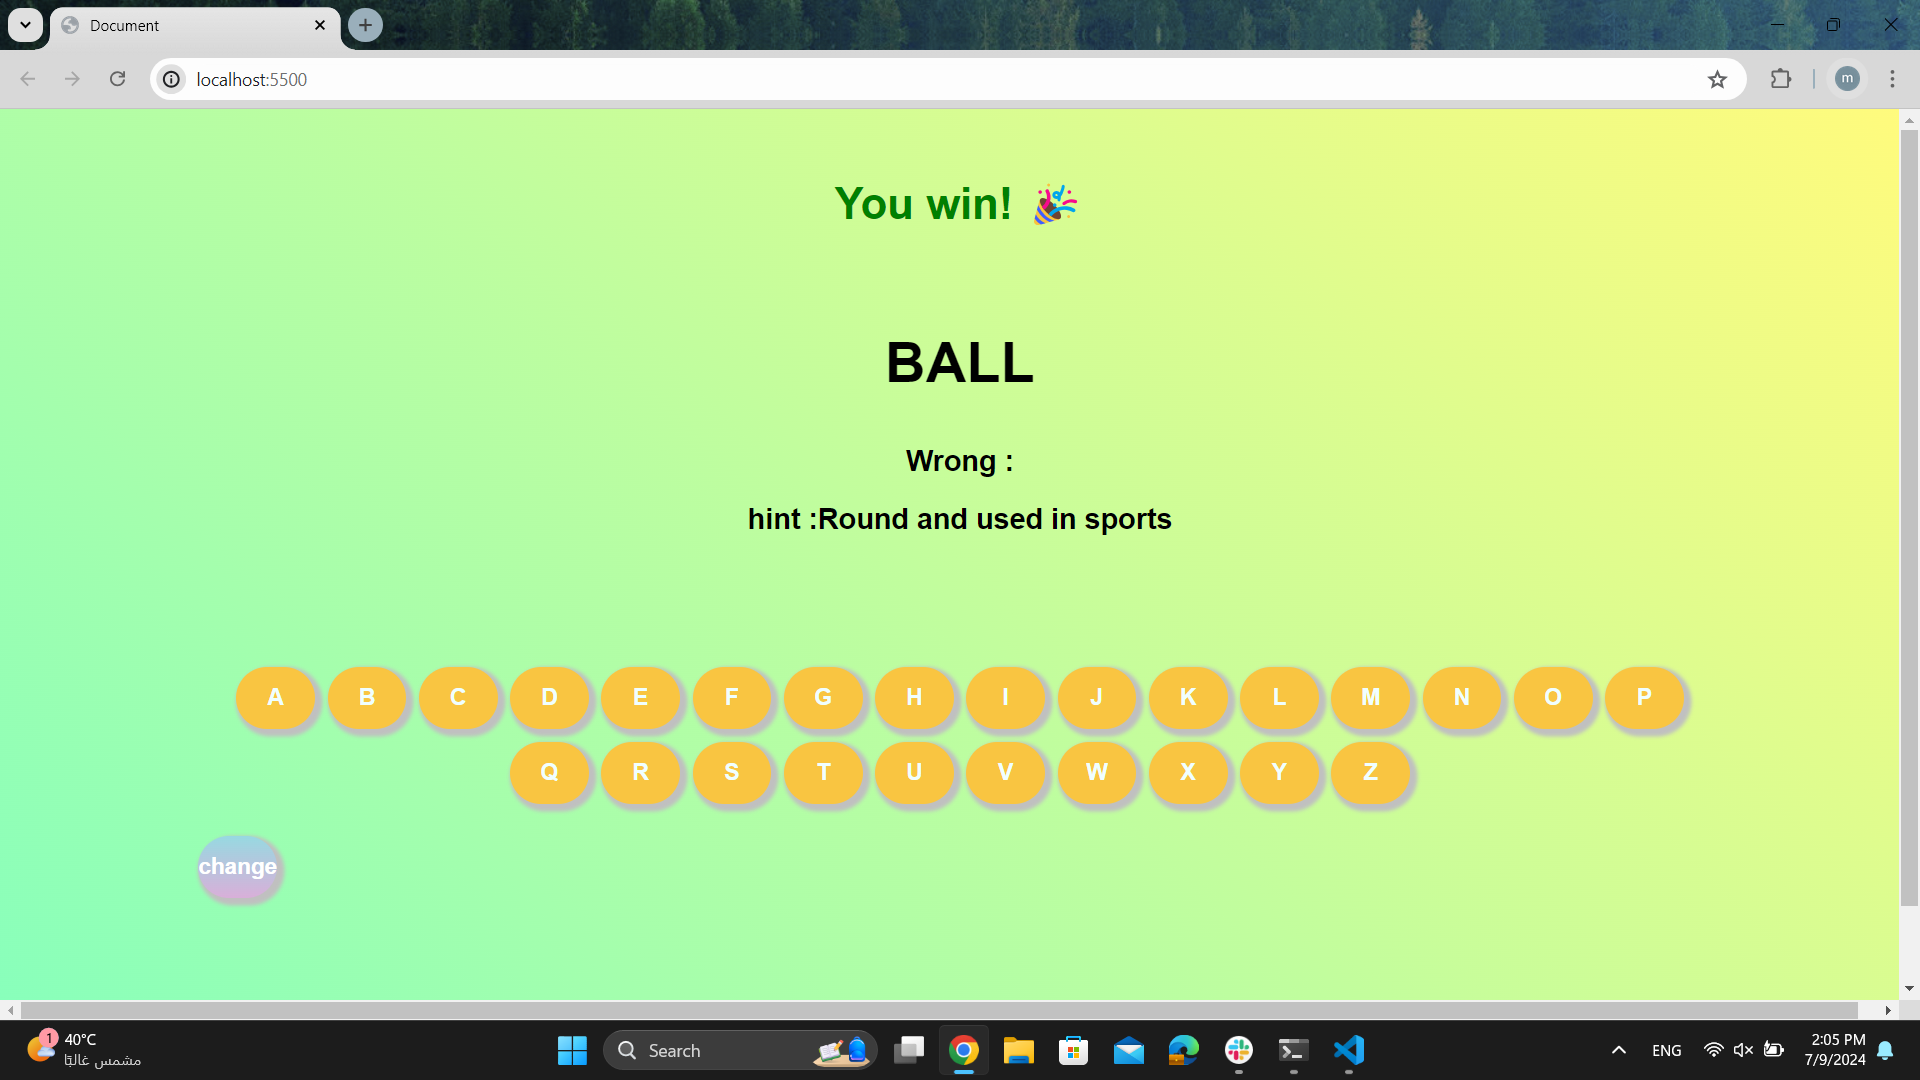 Document
localhost:5500
m
You win! 🎉
BALL
Wrong :
hint :Round and used in sports
A B C D E F G H I J K L M N O P
Q R S T U V W X Y Z
change
1
40°C
مشمس غالبًا
Search
ENG
2:05 PM
7/9/2024